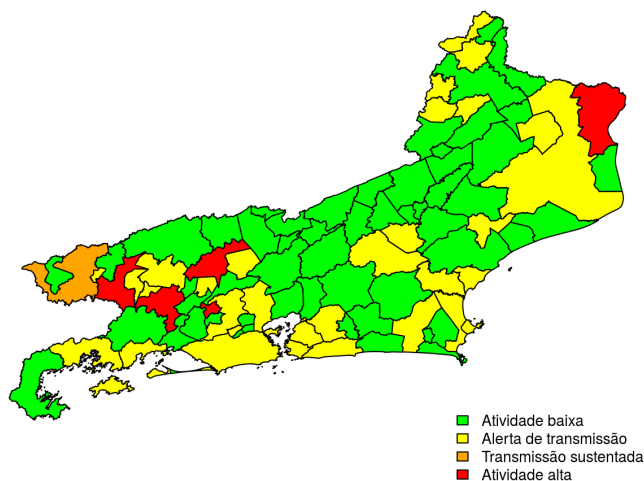 Atividade baixa
Alerta de transmissão
Transmissão sustentada
Atividade alta